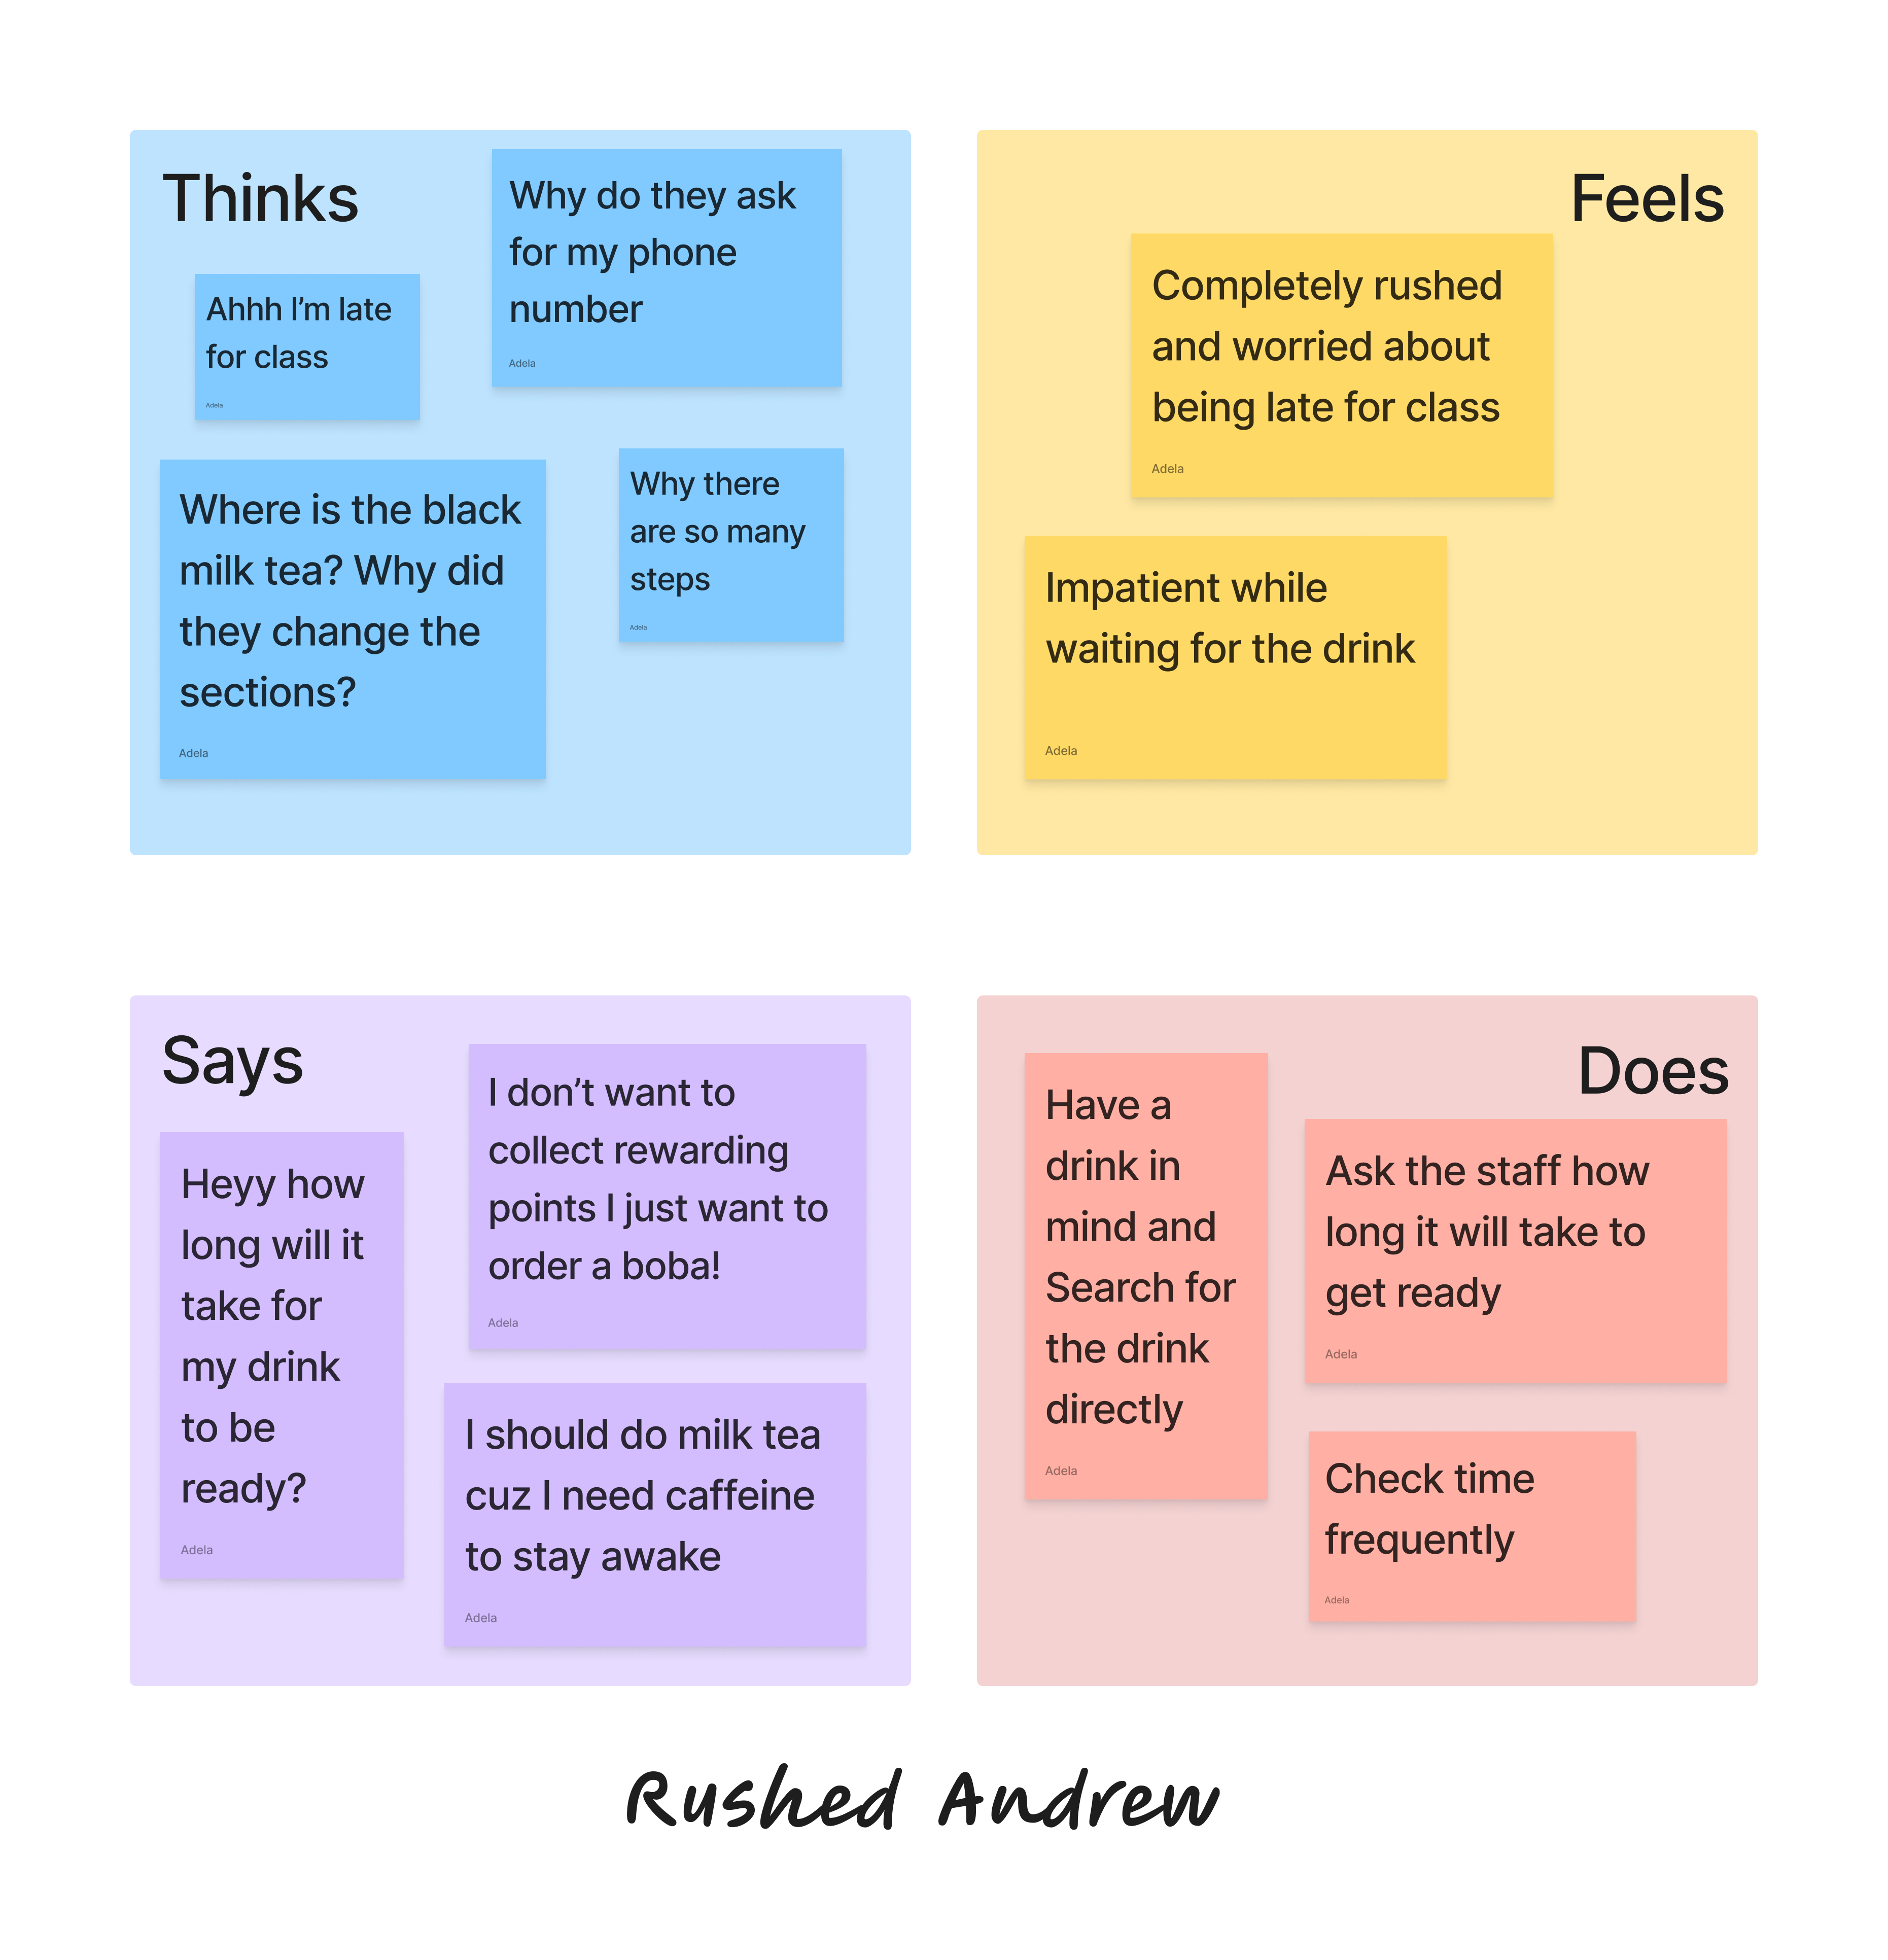 Thinks
Why do they ask
for my phone
number
Adela
Ahhh I’m late
for class
Adela
Where is the black
milk tea? Why did
they change the
sections?
Adela
Why there
are so many
steps
Adela
Feels
Completely rushed
and worried about
being late for class
Adela
Impatient while
waiting for the drink
Adela
Says
Heyy how
long will it
take for
my drink
to be
ready?
Adela
I don’t want to
collect rewarding
points I just want to
order a boba!
Adela
I should do milk tea
cuz I need caffeine
to stay awake
Adela
Does
Have a
drink in
mind and
Search for
the drink
directly
Adela
Ask the staff how
long it will take to
get ready
Adela
Check time
frequently
Adela
Rushed Andrew